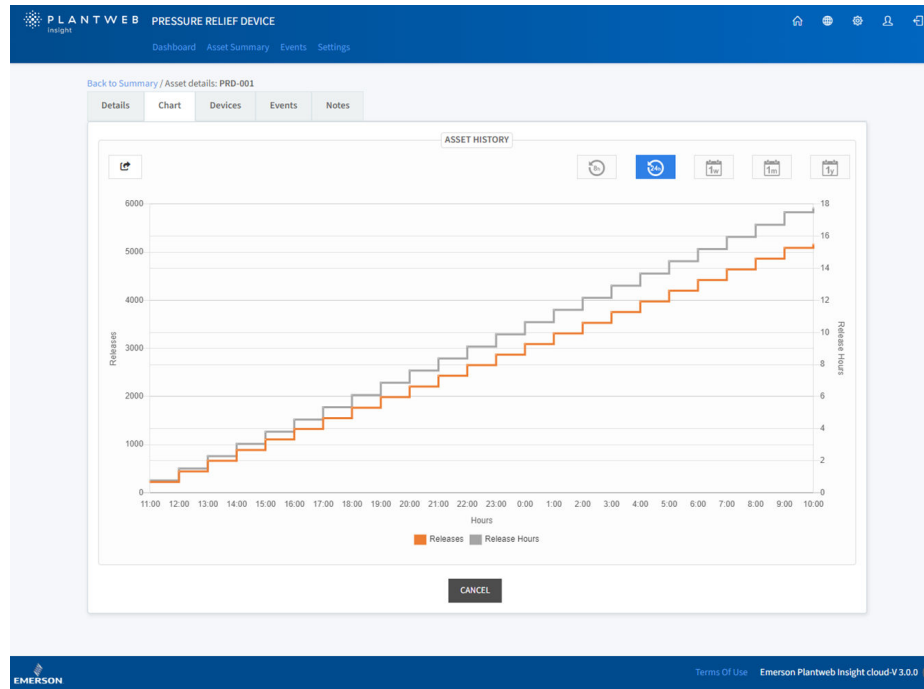 PLANTWEB PRESSURE RELIEF DEVICE
Insight
Dashboard Asset Summary Events Settings
Back to Summary / Asset details: PRD-001
Details Chart Devices Events Notes
ASSET HISTORY
8h 24h 1w 1m 1y
6000 18
16
5000
14
4000 12
Releases
3000
10
Release Hours
8
2000 6
4
1000
2
0 0
11:00 12:00 13:00 14:00 15:00 16:00 17:00 18:00 19:00 20:00 21:00 22:00 23:00 0:00 1:00 2:00 3:00 4:00 5:00 6:00 7:00 8:00 9:00 10:00
Hours
Releases Release Hours
CANCEL
EMERSON
Terms Of Use Emerson Plantweb Insight cloud-V 3.0.0